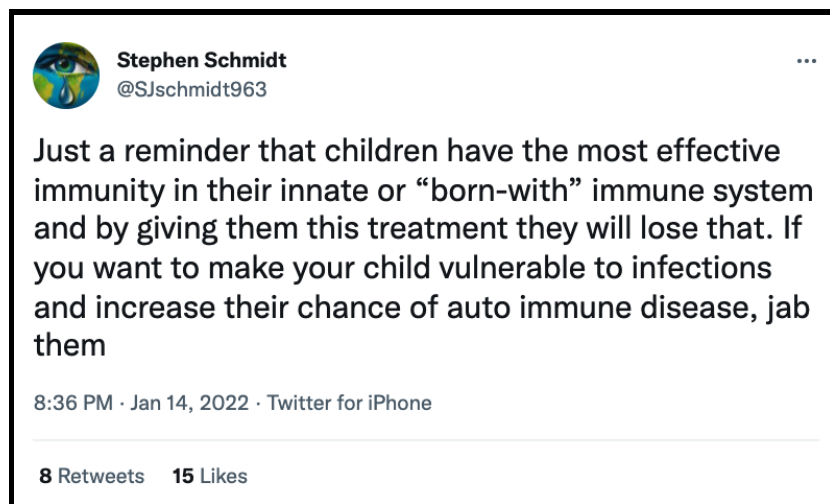 Stephen Schmidt
@SJschmidt963
Just a reminder that children have the most effective
immunity in their innate or “born-with” immune system
and by giving them this treatment they will lose that. If
you want to make your child vulnerable to infections
and increase their chance of auto immune disease, jab
them
8:36 PM · Jan 14, 2022 · Twitter for iPhone
8 Retweets 15 Likes